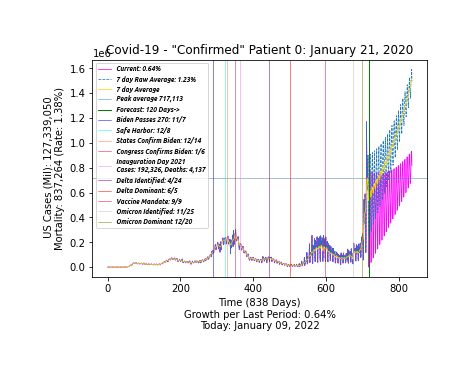 Covid-19 - "Confirmed" Patient 0: January 21, 2020
1e6
1.6
1.4
1.2
1.0
0.8
0.6
0.4
0.2
0.0
US Cases (Mil): 127,339,050
Mortality: 837,264 (Rate: 1.38%)
Current: 0.64%
7 day Raw Average: 1.23%
7 day Average
Peak average 717,113
Forecast: 120 Days->
Biden Passes 270: 11/7
Safe Harbor: 12/8
States Confirm Biden: 12/14
Congress Confirms Biden: 1/6
Inauguration Day 2021
Cases: 192,326, Deaths: 4,137
Delta Identified: 4/24
Delta Dominant: 6/5
Vaccine Mandate: 9/9
Omicron Identified: 11/25
Omicron Dominant 12/20
0 200 400 600 800
Time (838 Days)
Growth per Last Period: 0.64%
Today: January 09, 2022